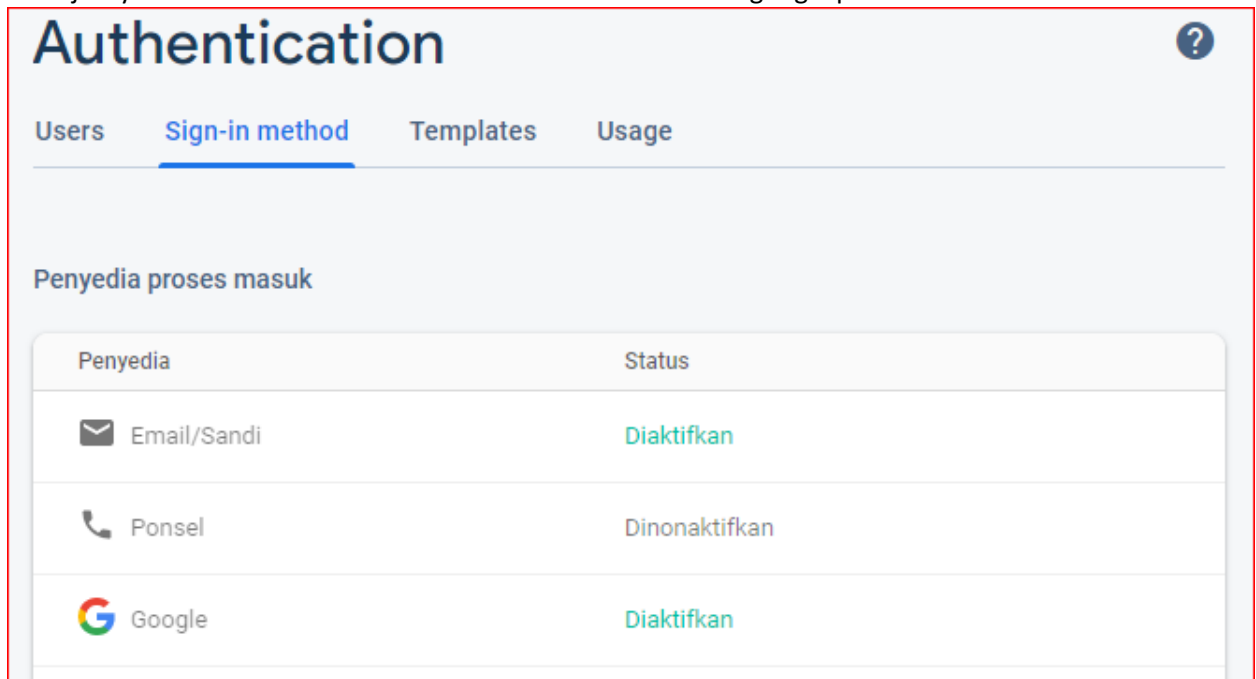 Authentication
Users Sign-in method Templates Usage
Penyedia proses masuk
Penyedia Status
Email/Sandi Diaktifkan
Ponsel Dinonaktifkan
Google Diaktifkan